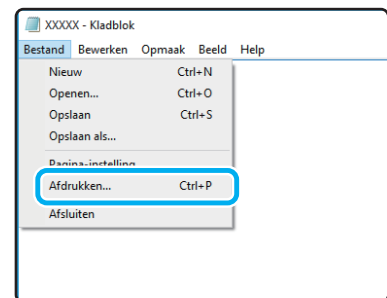 XXXXX - Kladblok
Bestand Bewerken Opmaak Beeld Help
Nieuw Ctrl+N
Openen... Ctrl+O
Opslaan Ctrl+S
Opslaan als...
Pagina-instelling
Afdrukken... Ctrl+P
Afsluiten